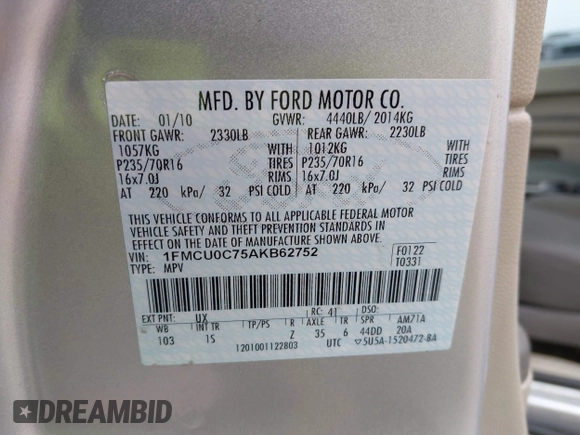 MFD. BY FORD MOTOR CO.
DATE: 01/10 GVWR: 4440LB/ 2014KG
FRONT GAWR: 2330LB REAR GAWR: 2230LB
1057KG WITH 1012KG WITH
P235/70R16 TIRES P235/70R16 TIRES
16x7.0J RIMS 16x7.0J RIMS
AT 220 kPa/ 32 PSI COLD AT 220 kPa/ 32 PSI COLD
THIS VEHICLE CONFORMS TO ALL APPLICABLE FEDERAL MOTOR
VEHICLE SAFETY AND THEFT PREVENTION STANDARDS IN
EFFECT ON THE DATE OF MANUFACTURE SHOWN ABOVE.
VIN: 1FMCU0C75AKB62752 F0122
TYPE: MPV T0331
EXT PNT: UX RC: 41 DSO:
WB INT TR TP/PS R AXLE TR SPR AM71A
103 1S Z 35 6 44DD 20A
1201001122803 UTC ▽5U5A-1520472-BA
DREAMBID